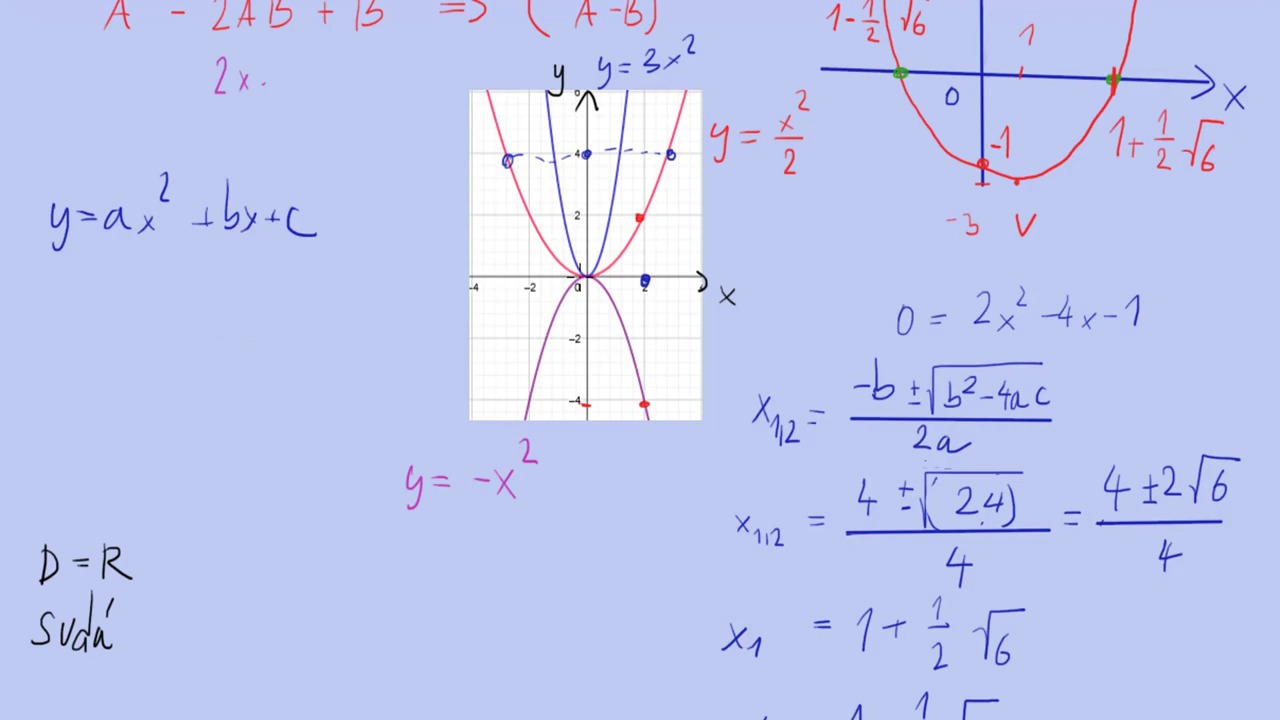 A - 2AB + B => (A-B)
2x.
y = ax² + bx + c
D = R
y
y = 3x²
4
2
-4
-2
0
2
-2
-4
x
y = x²/2
y = -x²
1 - 1/2 √6
1
0
x
-1
1 + 1/2 √6
-3
V
0 = 2x² - 4x - 1
x1,2 = (-b ± √(b² - 4ac))/2a
x1,2 = (4 ± √(24))/4 = (4 ± 2√6)/4
x1 = 1 + 1/2 √6